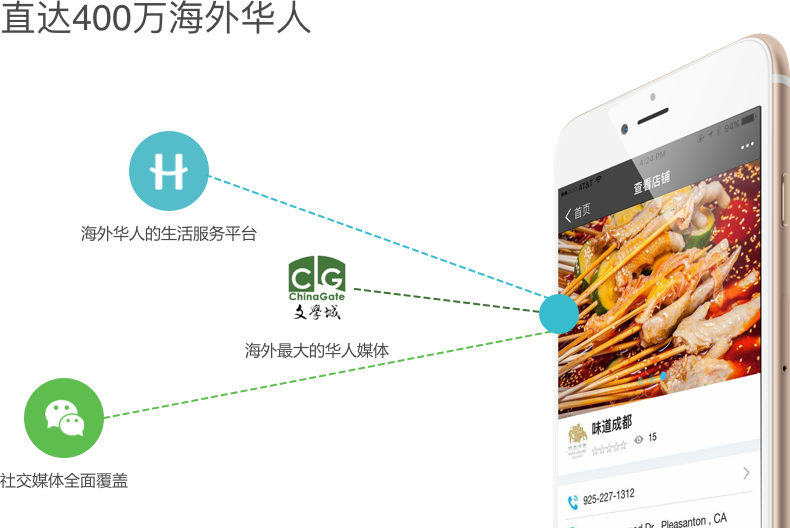 直达400万海外华人
海外华人的生活服务平台
CG
ChinaGate
文学城
海外最大的华人媒体
社交媒体全面覆盖
AT&T
4:24 PM
94%
首页
查看店铺
味道成都
15
925-227-1312
Dr., Pleasanton , CA